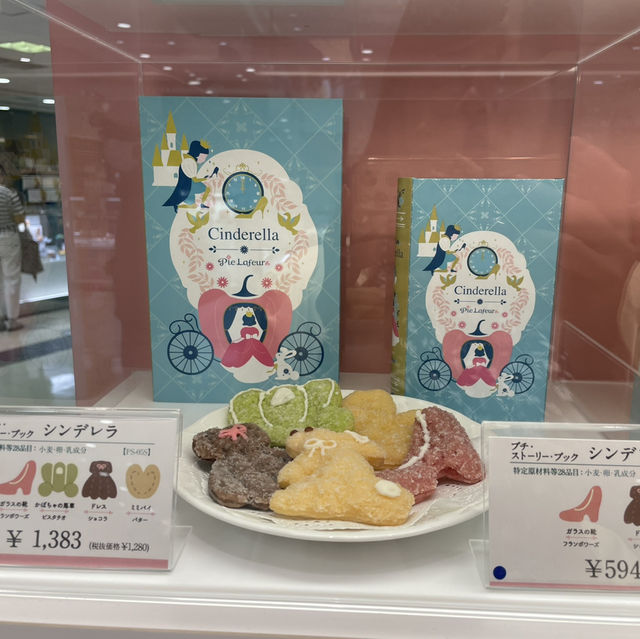 Cinderella
Pie Lafeur
Cinderella
Pie Lafeur
ー・ブック シンデレラ
料等28品目：小麦・卵・乳成分 【PS-05S】
ガラスの靴 かぼちゃの馬車 ドレス ミミパイ
フランボワーズ ピスタチオ ショコラ バター
¥ 1,383 (税抜価格¥1,280)
プチ・
ストーリー・ブック シンデ
特定原材料等28品目：小麦・卵・乳成
ガラスの靴
フランボワーズ
¥594